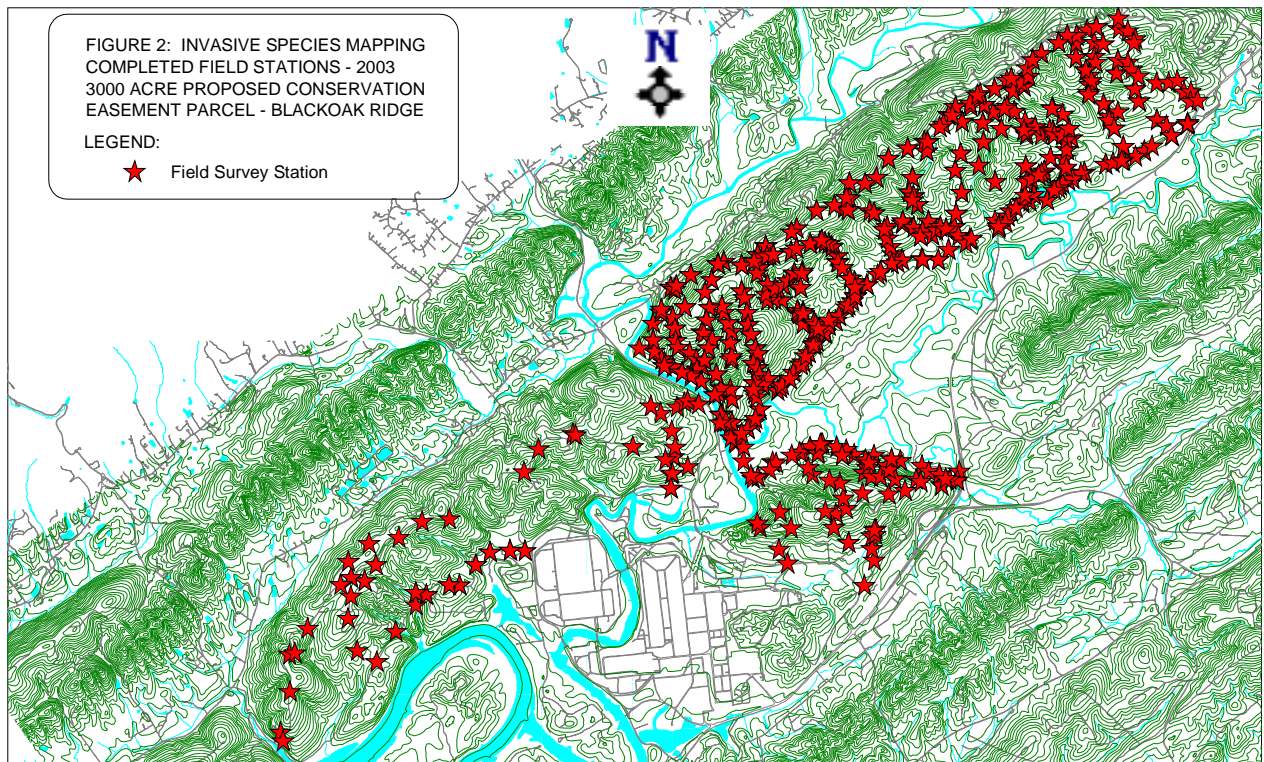 FIGURE 2: INVASIVE SPECIES MAPPING
COMPLETED FIELD STATIONS - 2003
3000 ACRE PROPOSED CONSERVATION
EASEMENT PARCEL - BLACKOAK RIDGE
LEGEND:
Field Survey Station
N